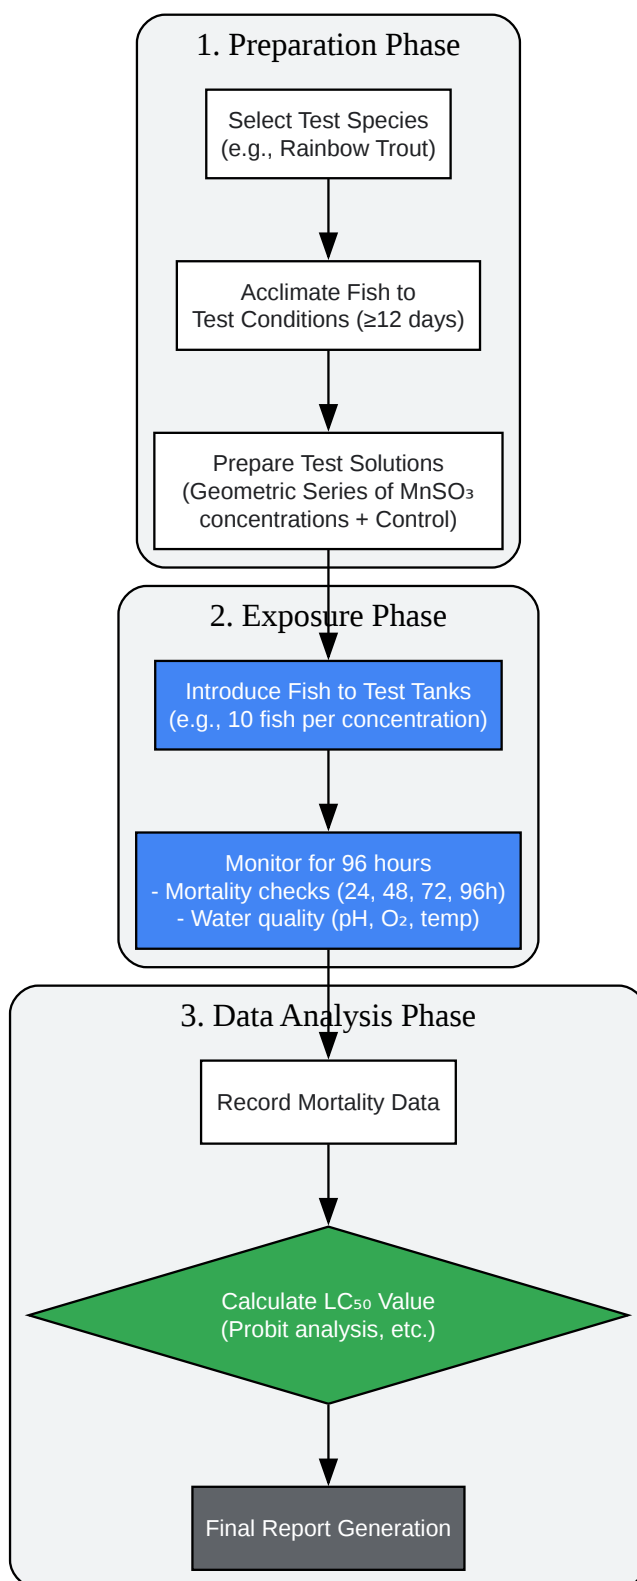 1. Preparation Phase
Select Test Species
(e.g., Rainbow Trout)
Acclimate Fish to
Test Conditions (≥12 days)
Prepare Test Solutions
(Geometric Series of MnSO₃
concentrations + Control)
2. Exposure Phase
Introduce Fish to Test Tanks
(e.g., 10 fish per concentration)
Monitor for 96 hours
- Mortality checks (24, 48, 72, 96h)
- Water quality (pH, O₂, temp)
3. Data Analysis Phase
Record Mortality Data
Calculate LC₅₀ Value
(Probit analysis, etc.)
Final Report Generation